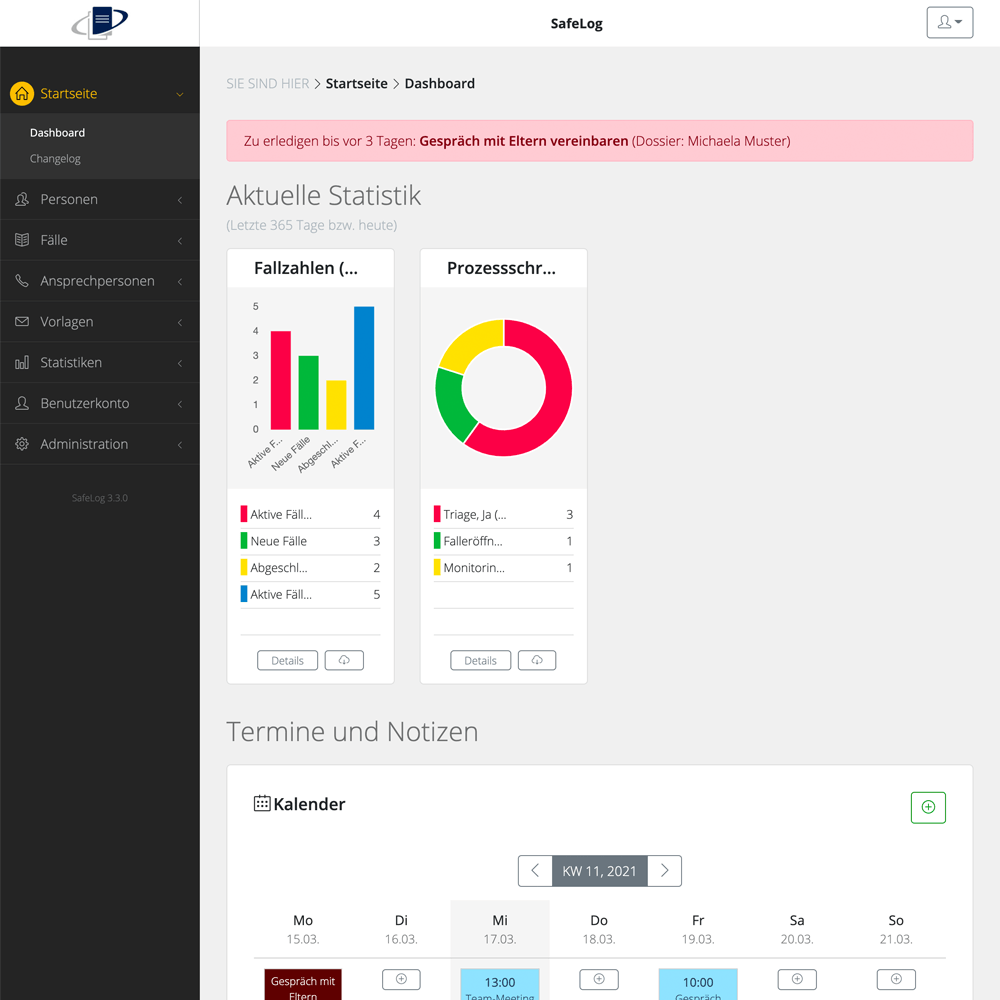 SafeLog
Startseite
Dashboard
Changelog
Personen
Fälle
Ansprechpersonen
Vorlagen
Statistiken
Benutzerkonto
Administration
SafeLog 3.3.0
SIE SIND HIER > Startseite > Dashboard
Zu erledigen bis vor 3 Tagen: Gespräch mit Eltern vereinbaren (Dossier: Michaela Muster)
Aktuelle Statistik
(Letzte 365 Tage bzw. heute)
Fallzahlen (...
5
4
3
2
1
0
Aktive F...
Neue Fälle
Abgeschl...
Aktive F...
Aktive Fäll... 4
Neue Fälle 3
Abgeschl... 2
Aktive Fäll... 5
Details
Prozessschr...
Triage, Ja (... 3
Falleröffn... 1
Monitorin... 1
Details
Termine und Notizen
Kalender
KW 11, 2021
Mo Di Mi Do Fr Sa So
15.03. 16.03. 17.03. 18.03. 19.03. 20.03. 21.03.
Gespräch mit
Eltern
13:00
Team-Meeting
10:00
Gespräch